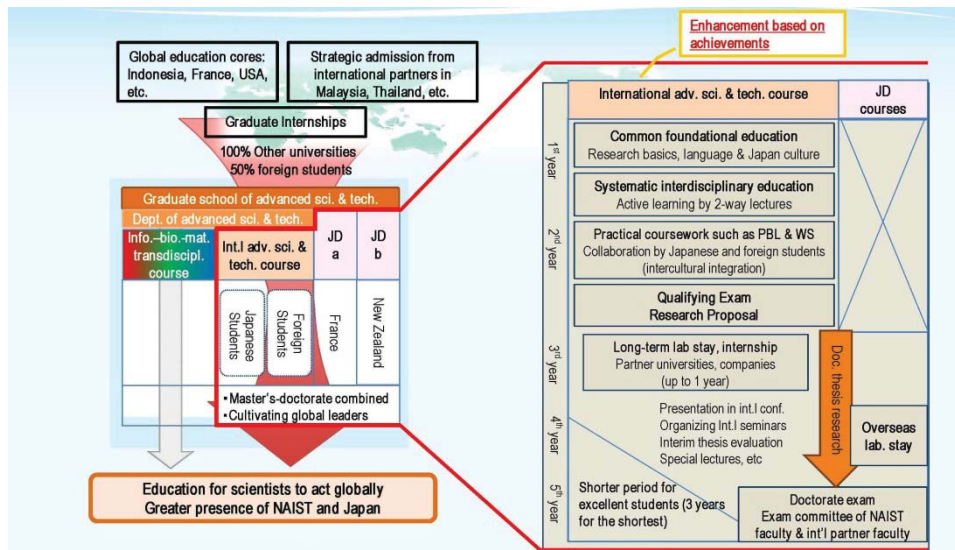 Global education cores:
Indonesia, France, USA,
etc.
Strategic admission from
international partners in
Malaysia, Thailand, etc.
Graduate Internships
100% Other universities
50% foreign students
Graduate school of advanced sci. & tech.
Dept. of advanced sci. & tech.
Info.–bio.-mat.
transdiscipl.
course
Int.l adv. sci. &
tech. course
JD
a
JD
b
Japanese
Students
Foreign
Students
France
New Zealand
▪ Master's-doctorate combined
▪ Cultivating global leaders
Education for scientists to act globally
Greater presence of NAIST and Japan
Enhancement based on
achievements
International adv. sci. & tech. course
JD
courses
1st year
Common foundational education
Research basics, language & Japan culture
Systematic interdisciplinary education
Active learning by 2-way lectures
2nd year
Practical coursework such as PBL & WS
Collaboration by Japanese and foreign students
(intercultural integration)
Qualifying Exam
Research Proposal
3rd year
Long-term lab stay, internship
Partner universities, companies
(up to 1 year)
Doc. thesis research
4th year
Presentation in int.l conf.
Organizing Int.l seminars
Interim thesis evaluation
Special lectures, etc
Overseas
lab. stay
5th year
Shorter period for
excellent students (3 years
for the shortest)
Doctorate exam
Exam committee of NAIST
faculty & int'l partner faculty